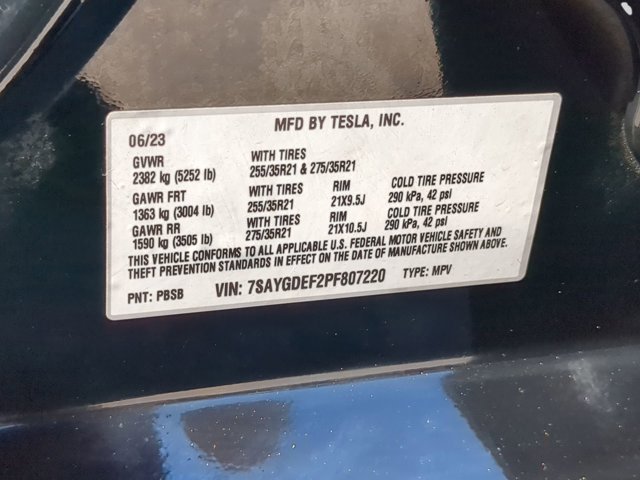 MFD BY TESLA, INC.
06/23
GVWR WITH TIRES
2382 kg (5252 lb) 255/35R21 & 275/35R21
GAWR FRT WITH TIRES RIM COLD TIRE PRESSURE
1363 kg (3004 lb) 255/35R21 21X9.5J 290 kPa, 42 psi
GAWR RR WITH TIRES RIM COLD TIRE PRESSURE
1590 kg (3505 lb) 275/35R21 21X10.5J 290 kPa, 42 psi
THIS VEHICLE CONFORMS TO ALL APPLICABLE U.S. FEDERAL MOTOR VEHICLE SAFETY AND
THEFT PREVENTION STANDARDS IN EFFECT ON THE DATE OF MANUFACTURE SHOWN ABOVE.
PNT: PBSB VIN: 7SAYGDEF2PF807220 TYPE: MPV